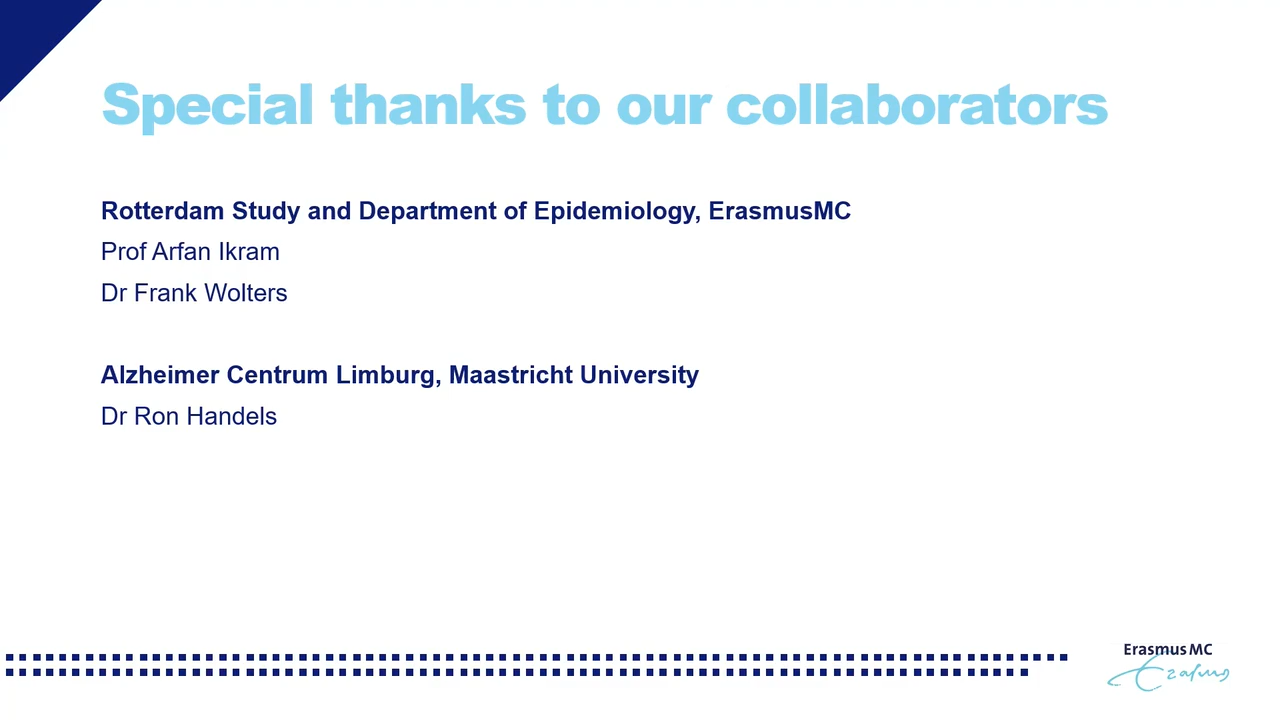 Special thanks to our collaborators
Rotterdam Study and Department of Epidemiology, ErasmusMC
Prof Arfan Ikram
Dr Frank Wolters
Alzheimer Centrum Limburg, Maastricht University
Dr Ron Handels
Erasmus MC
Erasmus